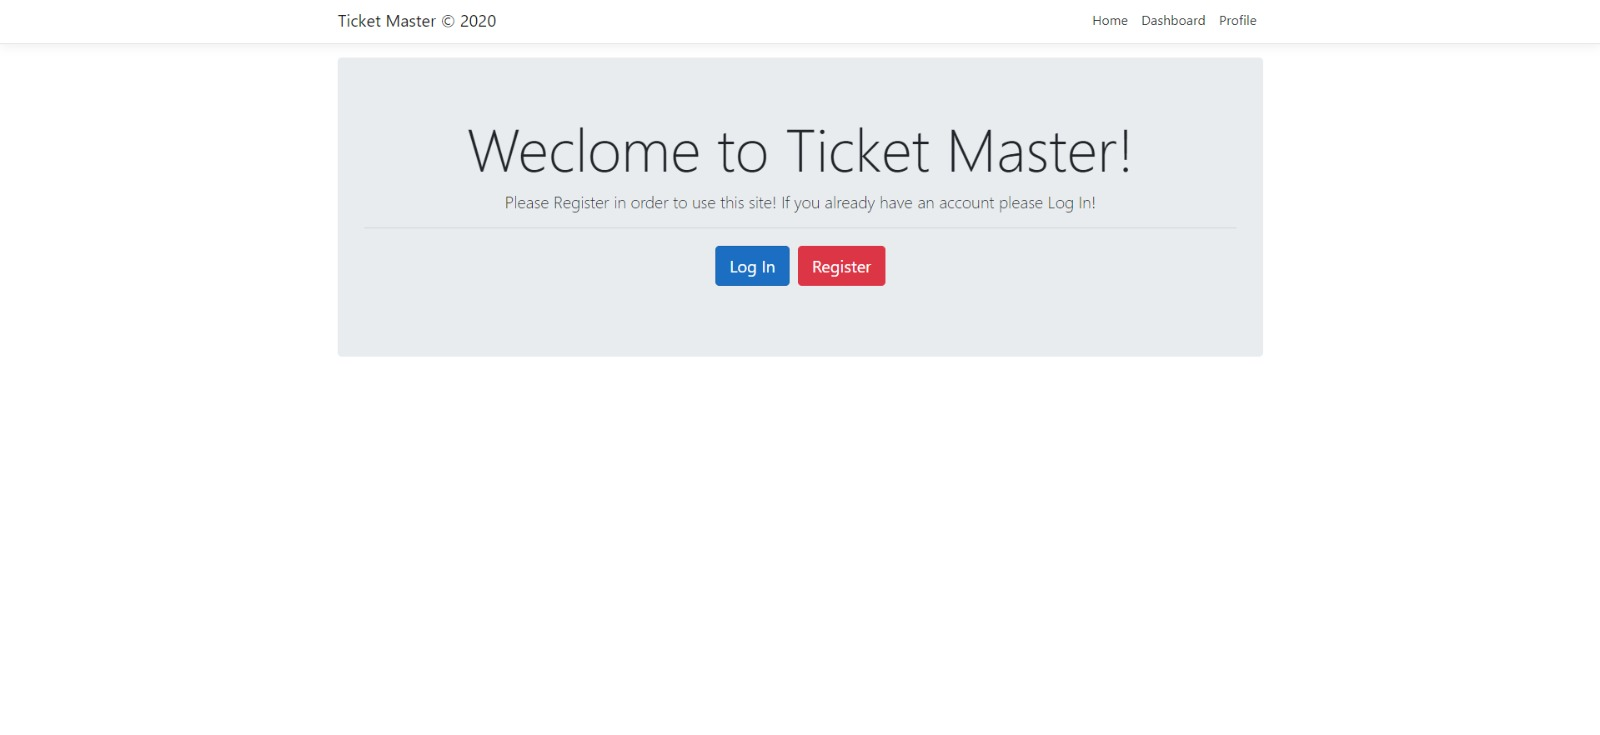 Ticket Master © 2020
Home Dashboard Profile
Weclome to Ticket Master!
Please Register in order to use this site! If you already have an account please Log In!
Log In Register